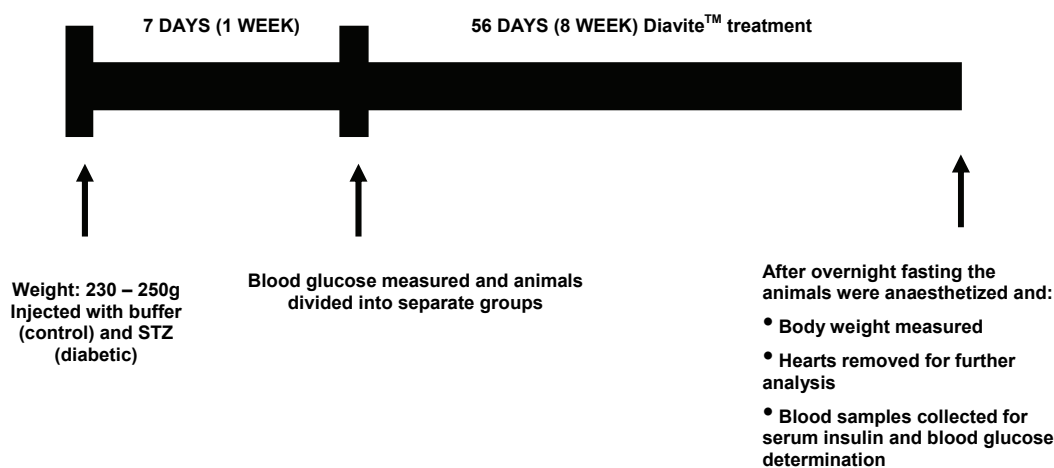 7 DAYS (1 WEEK)
56 DAYS (8 WEEK) Diavite™ treatment
Weight: 230 – 250g
Injected with buffer
(control) and STZ
(diabetic)
Blood glucose measured and animals
divided into separate groups
After overnight fasting the
animals were anaesthetized and:
• Body weight measured
• Hearts removed for further
analysis
• Blood samples collected for
serum insulin and blood glucose
determination